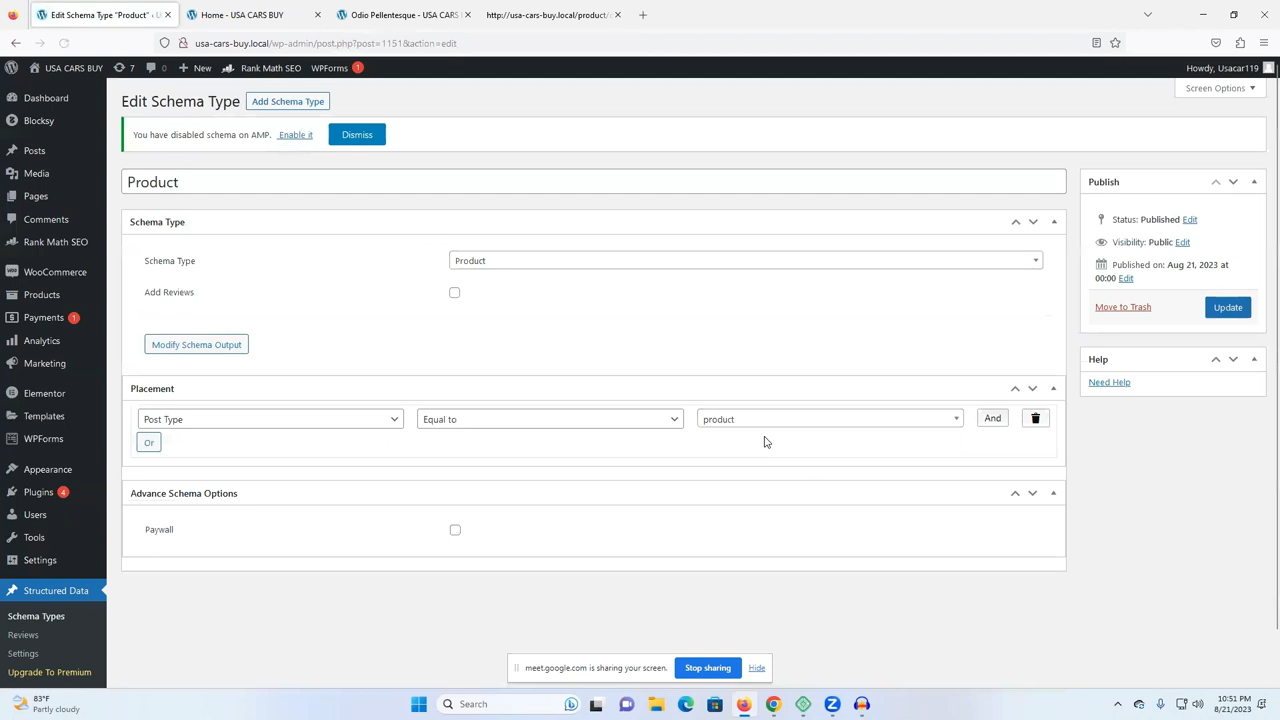 Edit Schema Type "Product" ‹ U
Home - USA CARS BUY
Odio Pellentesque - USA CARS
http://usa-cars-buy.local/product/
usa-cars-buy.local/wp-admin/post.php?post=1151&action=edit
USA CARS BUY 7 0 New Rank Math SEO WPForms 1 Howdy, Usacar119
Screen Options
Dashboard
Blocksy
Posts
Media
Pages
Comments
Rank Math SEO
WooCommerce
Products
Payments 1
Analytics
Marketing
Elementor
Templates
WPForms
Appearance
Plugins 4
Users
Tools
Settings
Structured Data
Schema Types
Reviews
Settings
Upgrade To Premium
Edit Schema Type Add Schema Type
You have disabled schema on AMP. Enable it Dismiss
Product
Schema Type
Schema Type Product
Add Reviews
Modify Schema Output
Placement
Post Type Equal to product And
Or
Advance Schema Options
Paywall
Publish
Status: Published Edit
Visibility: Public Edit
Published on: Aug 21, 2023 at
00:00 Edit
Move to Trash Update
Help
Need Help
meet.google.com is sharing your screen. Stop sharing Hide
83°F
Partly cloudy
Search
10:51 PM
8/21/2023